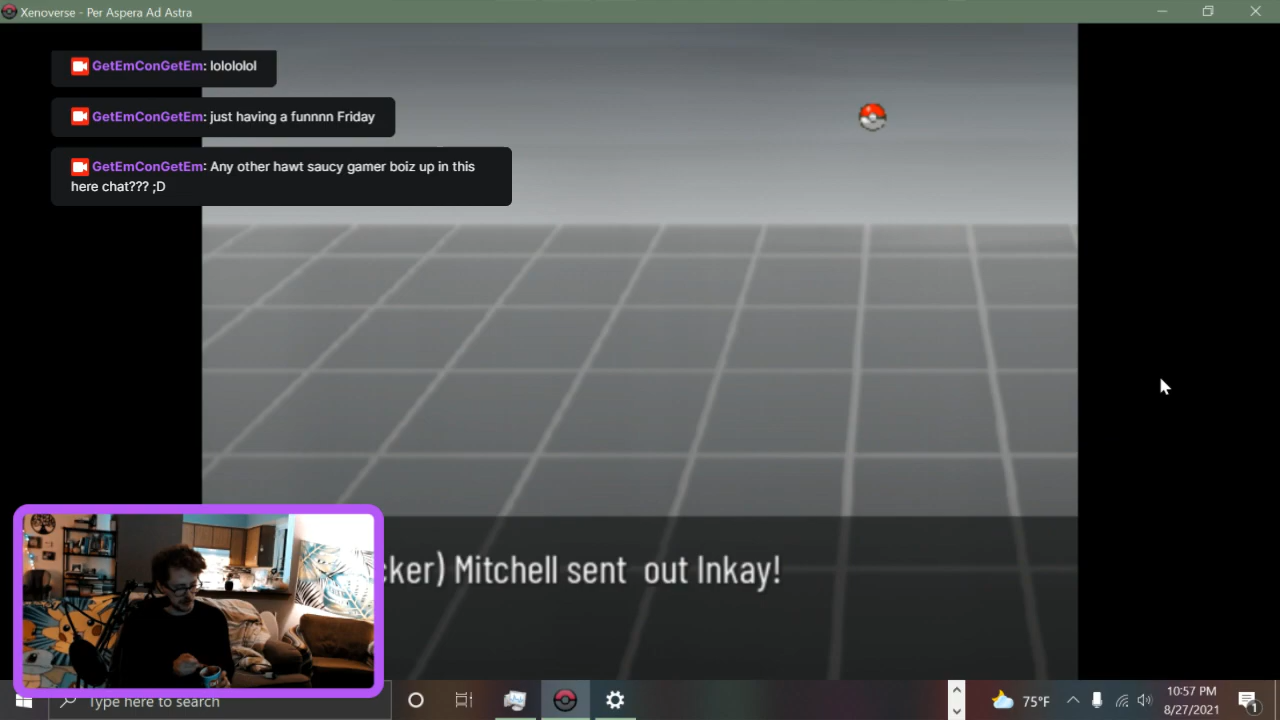 Xenoverse - Per Aspera Ad Astra
GetEmConGetEm: lolololol
GetEmConGetEm: just having a funnnn Friday
GetEmConGetEm: Any other hawt saucy gamer boiz up in this
here chat??? ;D
cker) Mitchell sent out Inkay!
Type here to search
75°F
10:57 PM
8/27/2021
1